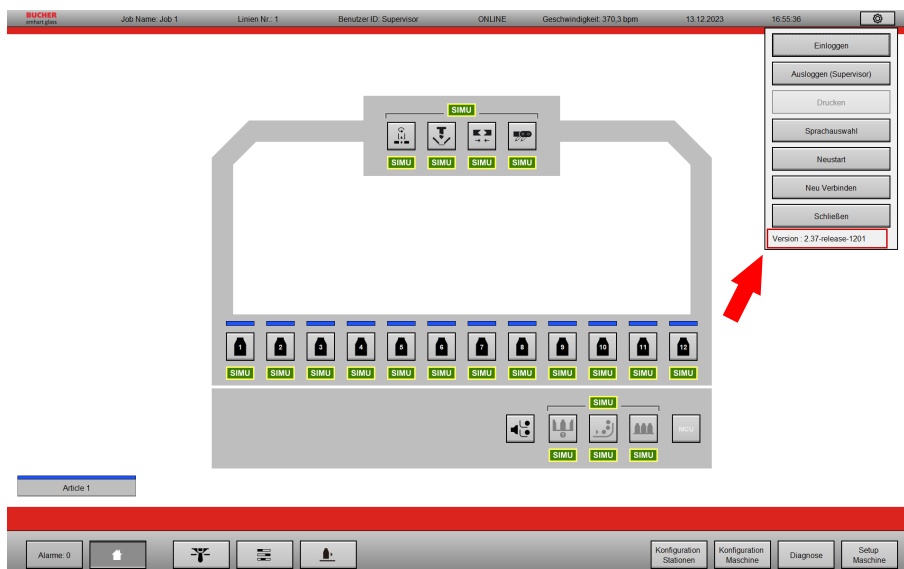 BUCHER
emhart glass
Job Name: Job 1
Linien Nr.: 1
Benutzer ID: Supervisor
ONLINE
Geschwindigkeit: 370,3 bpm
13.12.2023
16:55:36
Einloggen
Ausloggen (Supervisor)
Drucken
Sprachauswahl
Neustart
Neu Verbinden
Schließen
Version : 2.37-release-1201
SIMU
SIMU SIMU SIMU SIMU
1 2 3 4 5 6 7 8 9 10 11 12
SIMU SIMU SIMU SIMU SIMU SIMU SIMU SIMU SIMU SIMU SIMU SIMU
SIMU
MCU
SIMU SIMU SIMU
Article 1
Alarme: 0
Konfiguration
Stationen
Konfiguration
Maschine
Diagnose
Setup
Maschine